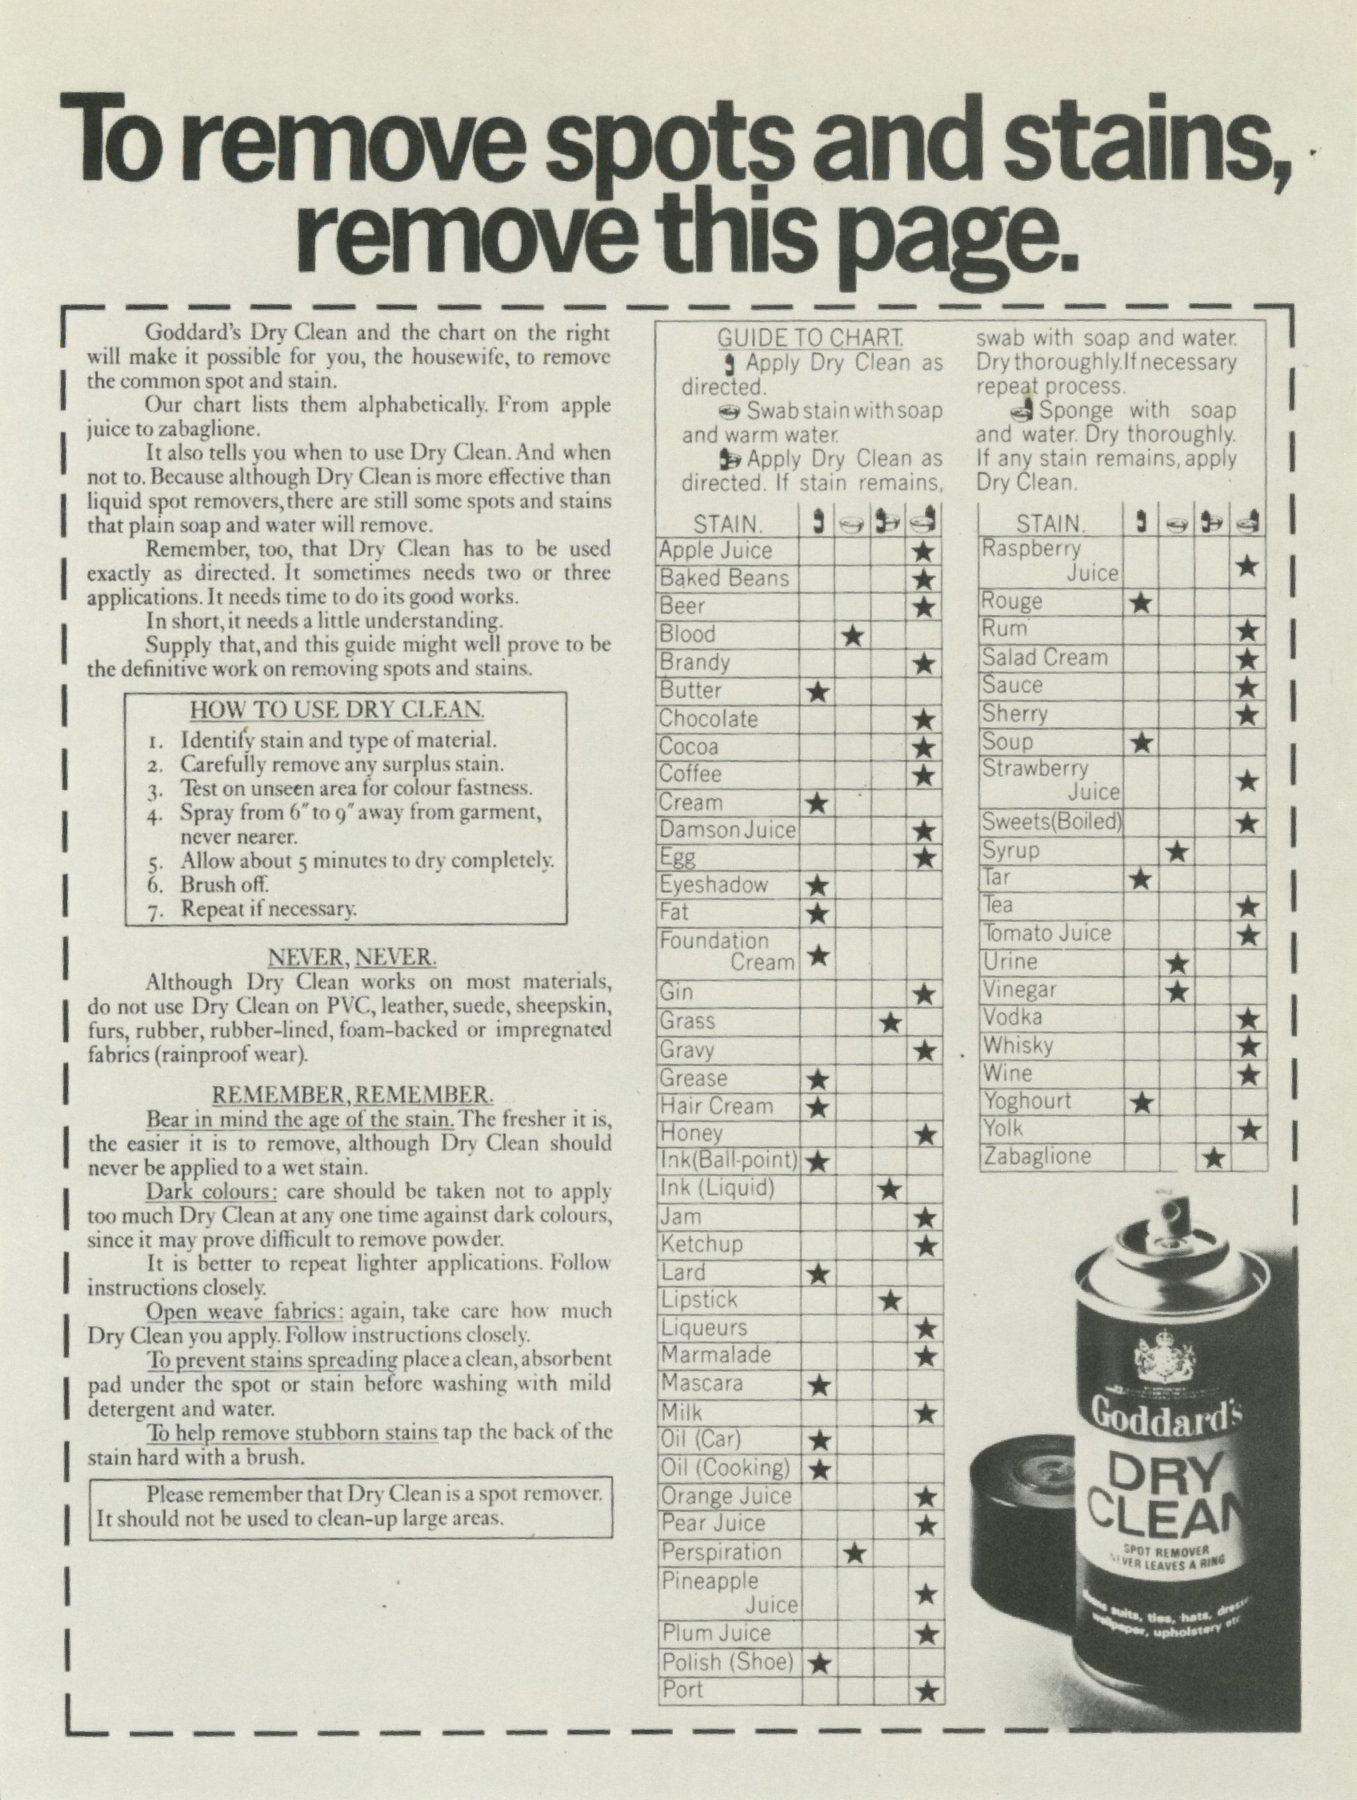 To remove spots and stains,
remove this page.
Goddard's Dry Clean and the chart on the right
will make it possible for you, the housewife, to remove
the common spot and stain.
Our chart lists them alphabetically. From apple
juice to zabaglione.
It also tells you when to use Dry Clean. And when
not to. Because although Dry Clean is more effective than
liquid spot removers, there are still some spots and stains
that plain soap and water will remove.
Remember, too, that Dry Clean has to be used
exactly as directed. It sometimes needs two or three
applications. It needs time to do its good works.
In short, it needs a little understanding.
Supply that, and this guide might well prove to be
the definitive work on removing spots and stains.
HOW TO USE DRY CLEAN.
1. Identify stain and type of material.
2. Carefully remove any surplus stain.
3. Test on unseen area for colour fastness.
4. Spray from 6" to 9" away from garment,
never nearer.
5. Allow about 5 minutes to dry completely.
6. Brush off.
7. Repeat if necessary.
NEVER, NEVER.
Although Dry Clean works on most materials,
do not use Dry Clean on PVC, leather, suede, sheepskin,
furs, rubber, rubber-lined, foam-backed or impregnated
fabrics (rainproof wear).
REMEMBER, REMEMBER.
Bear in mind the age of the stain. The fresher it is,
the easier it is to remove, although Dry Clean should
never be applied to a wet stain.
Dark colours: care should be taken not to apply
too much Dry Clean at any one time against dark colours,
since it may prove difficult to remove powder.
It is better to repeat lighter applications. Follow
instructions closely.
Open weave fabrics: again, take care how much
Dry Clean you apply. Follow instructions closely.
To prevent stains spreading place a clean, absorbent
pad under the spot or stain before washing with mild
detergent and water.
To help remove stubborn stains tap the back of the
stain hard with a brush.
Please remember that Dry Clean is a spot remover.
It should not be used to clean-up large areas.
GUIDE TO CHART.
Apply Dry Clean as
directed.
Swab stain with soap
and warm water.
Apply Dry Clean as
directed. If stain remains,
swab with soap and water.
Dry thoroughly. If necessary
repeat process.
Sponge with soap
and water. Dry thoroughly.
If any stain remains, apply
Dry Clean.
STAIN.
Apple Juice ★
Baked Beans ★
Beer ★
Blood ★
Brandy ★
Butter ★
Chocolate ★
Cocoa ★
Coffee ★
Cream ★
Damson Juice ★
Egg ★
Eyeshadow ★
Fat ★
Foundation
Cream ★
Gin ★
Grass ★
Gravy ★
Grease ★
Hair Cream ★
Honey ★
Ink (Ball-point) ★
Ink (Liquid) ★
Jam ★
Ketchup ★
Lard ★
Lipstick ★
Liqueurs ★
Marmalade ★
Mascara ★
Milk ★
Oil (Car) ★
Oil (Cooking) ★
Orange Juice ★
Pear Juice ★
Perspiration ★
Pineapple
Juice ★
Plum Juice ★
Polish (Shoe) ★
Port ★
STAIN.
Raspberry
Juice ★
Rouge ★
Rum ★
Salad Cream ★
Sauce ★
Sherry ★
Soup ★
Strawberry
Juice ★
Sweets (Boiled) ★
Syrup ★
Tar ★
Tea ★
Tomato Juice ★
Urine ★
Vinegar ★
Vodka ★
Whisky ★
Wine ★
Yoghourt ★
Yolk ★
Zabaglione ★
Goddard's
DRY
CLEAN
SPOT REMOVER
NEVER LEAVES A RING
suits, ties, hats,
wallpaper, upholstery etc